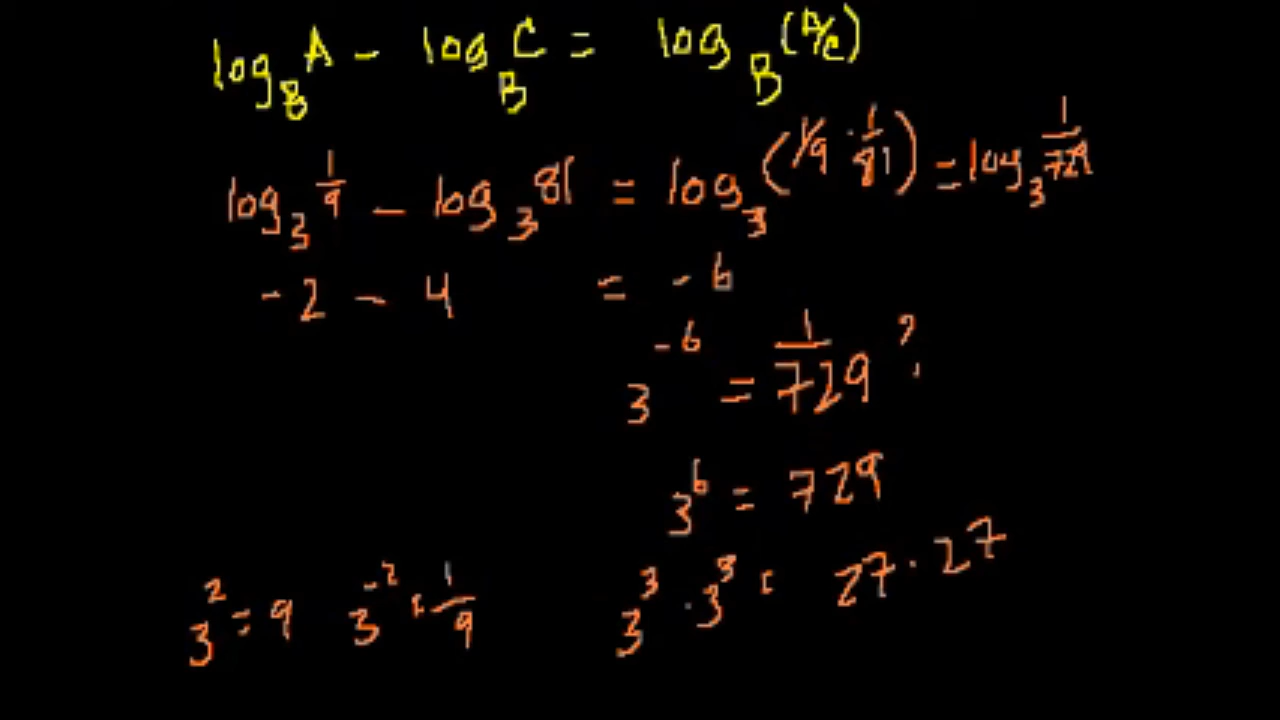 log_B A - log_B C = log_B (A/C)
log_3 1/9 - log_3 81 = log_3 (1/9 · 1/81) = log_3 1/729
-2 - 4 = -6
3^-6 = 1/729 ?
3^6 = 729
3^2 = 9 3^-2 = 1/9 3^3 · 3^3 = 27 · 27